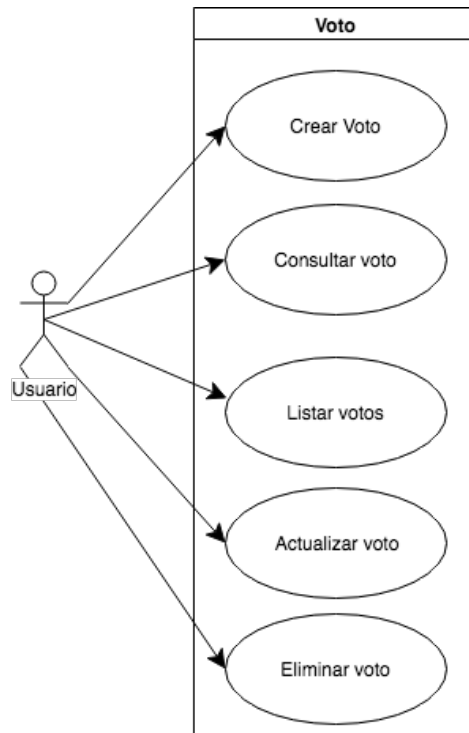 Voto
Crear Voto
Consultar voto
Usuario
Listar votos
Actualizar voto
Eliminar voto